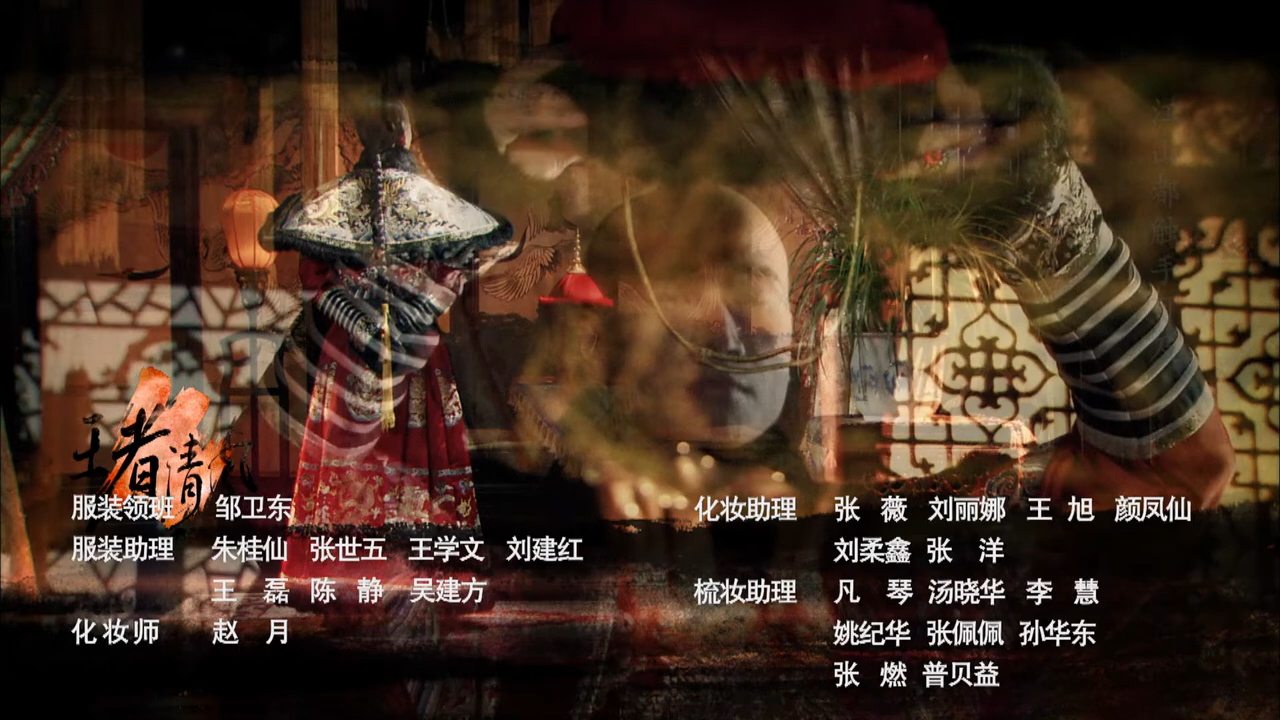 王者清风
服装领班 邹卫东
服装助理 朱桂仙 张世五 王学文 刘建红
王 磊 陈 静 吴建方
化妆师 赵 月
化妆助理 张 薇 刘丽娜 王 旭 颜凤仙
刘柔鑫 张 洋
梳妆助理 凡 琴 汤晓华 李 慧
姚纪华 张佩佩 孙华东
张 燃 普贝益